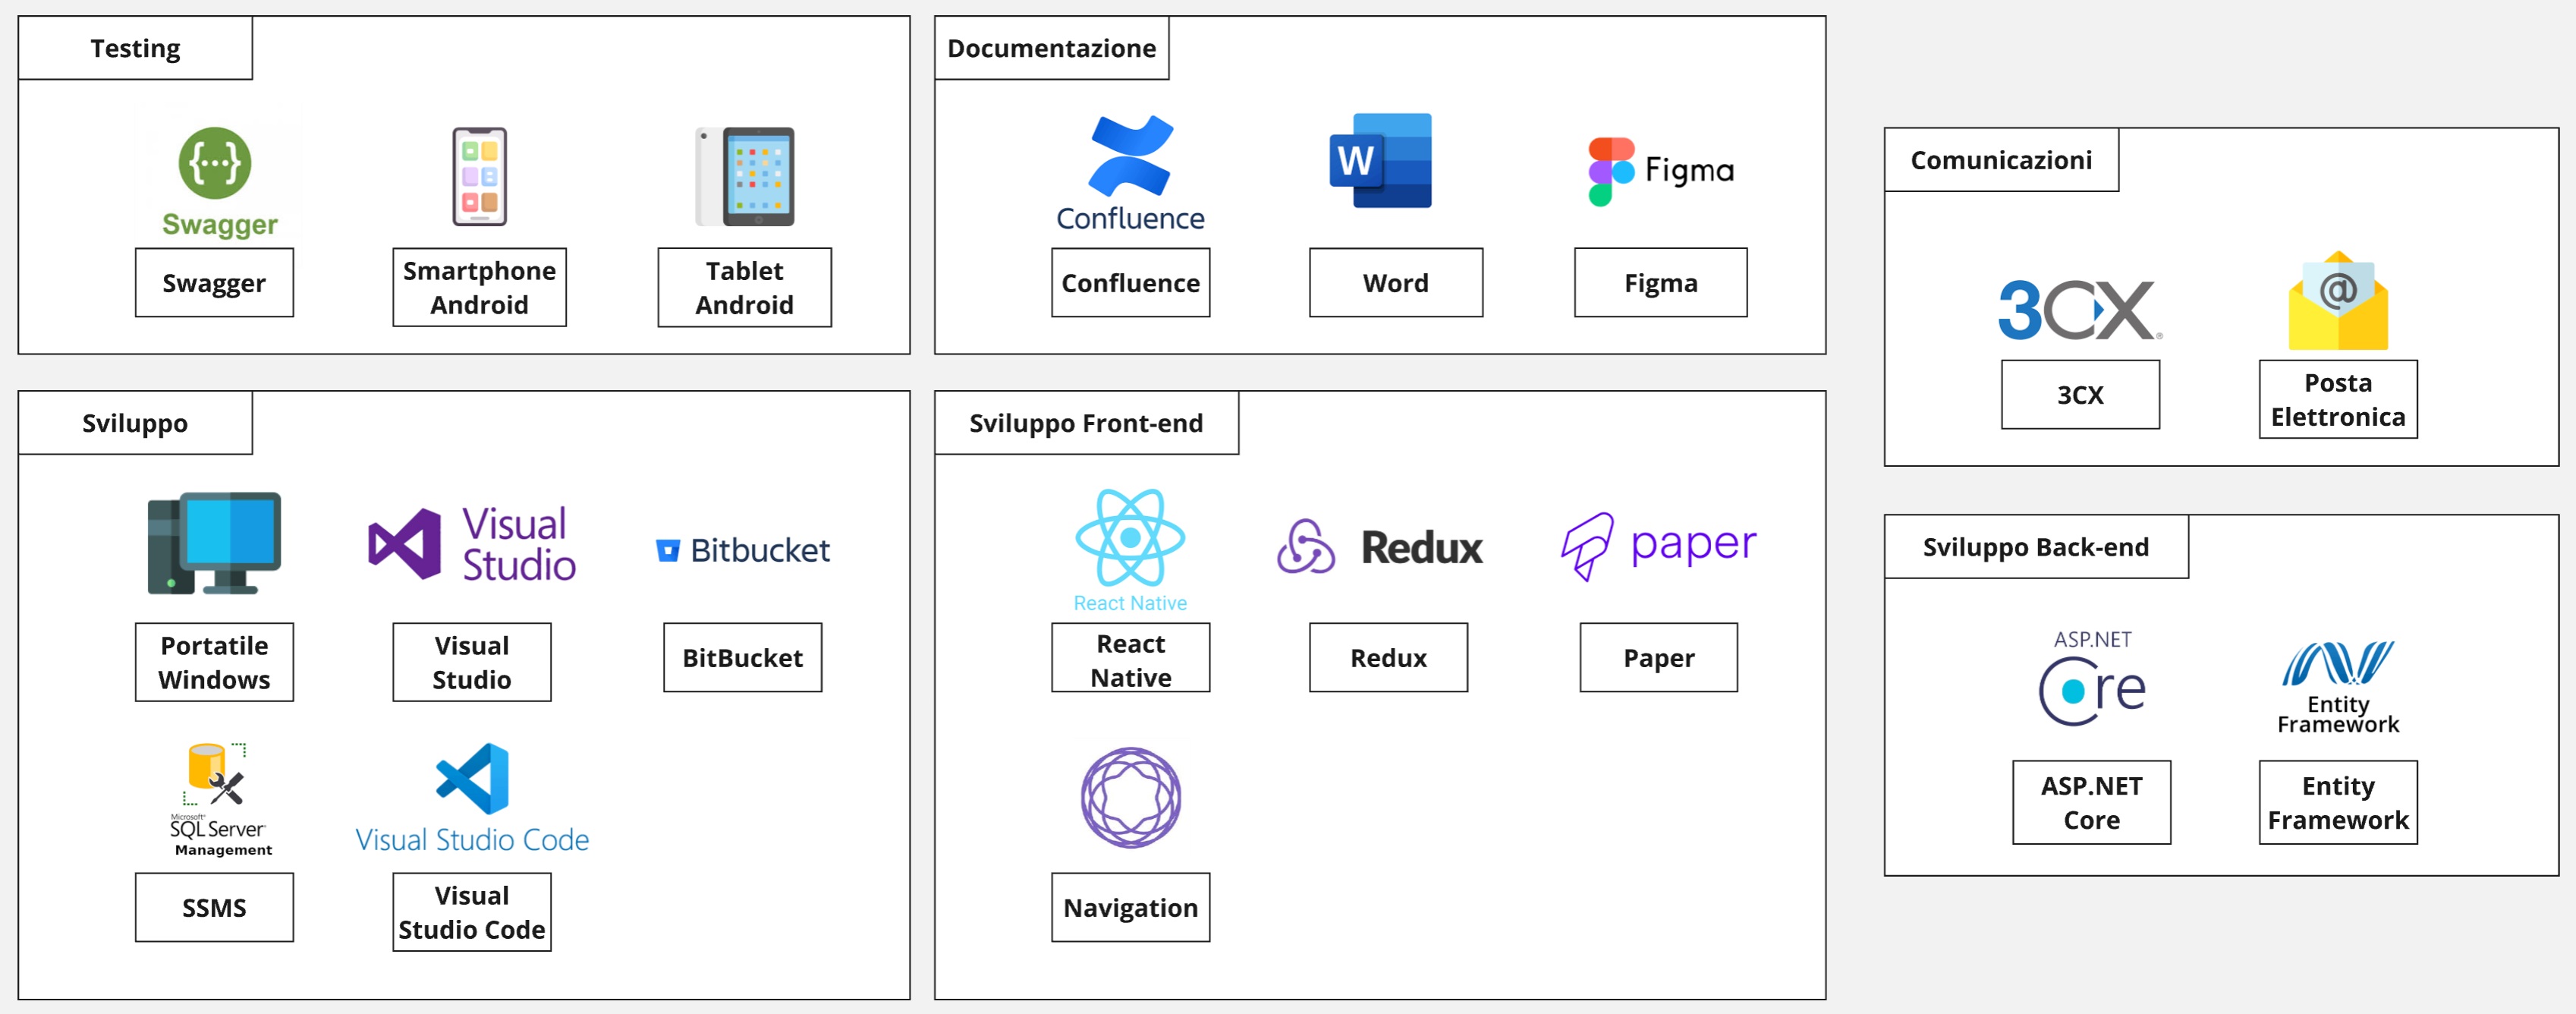 Testing
Swagger
Swagger
Smartphone
Android
Tablet
Android
Documentazione
Confluence
Confluence
W
Word
Figma
Figma
Comunicazioni
3CX
3CX
@
Posta
Elettronica
Sviluppo
Portatile
Windows
Visual
Studio
Visual
Studio
Bitbucket
BitBucket
Microsoft
SQL Server
Management
SSMS
Visual Studio Code
Visual
Studio Code
Sviluppo Front-end
React Native
React
Native
Redux
Redux
paper
Paper
Navigation
Sviluppo Back-end
ASP.NET
Core
ASP.NET
Core
Entity
Framework
Entity
Framework